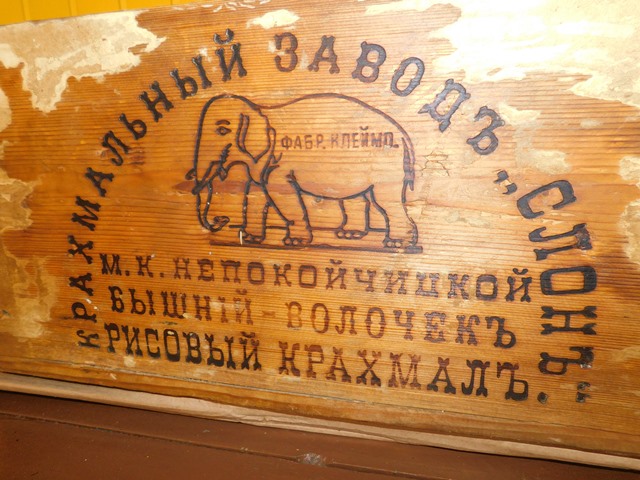 КРАХМАЛЬНЫЙ ЗАВОДЪ „СЛОНЪ"
ФАБР. КЛЕЙМО.
М. К. НЕПОКОЙЧИЦКОЙ
ВЫШНІЙ-ВОЛОЧЕКЪ
РИСОВЫЙ КРАХМАЛЪ.